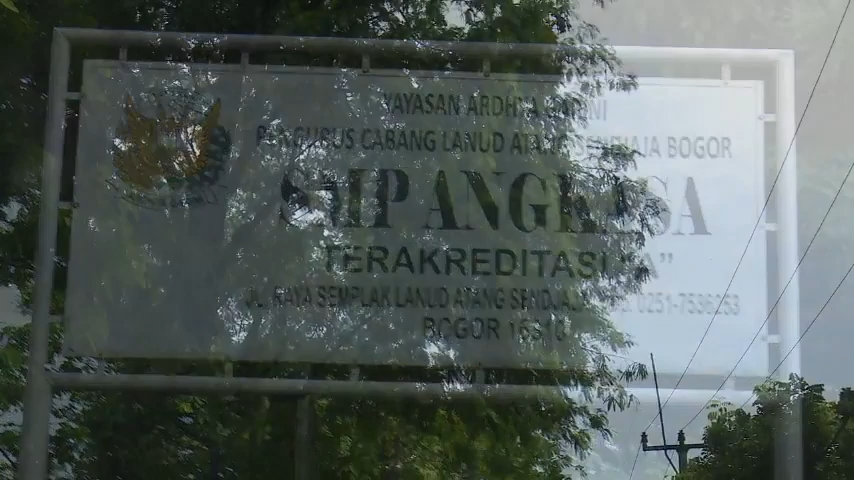 YAYASAN ARDHYA GARINI
PENGURUS CABANG LANUD ATANG SENDJAJA BOGOR
SMP ANGKASA
TERAKREDITASI "A"
JL. RAYA SEMPLAK LANUD ATANG SENDJAJA 0251-7536253
BOGOR 16310